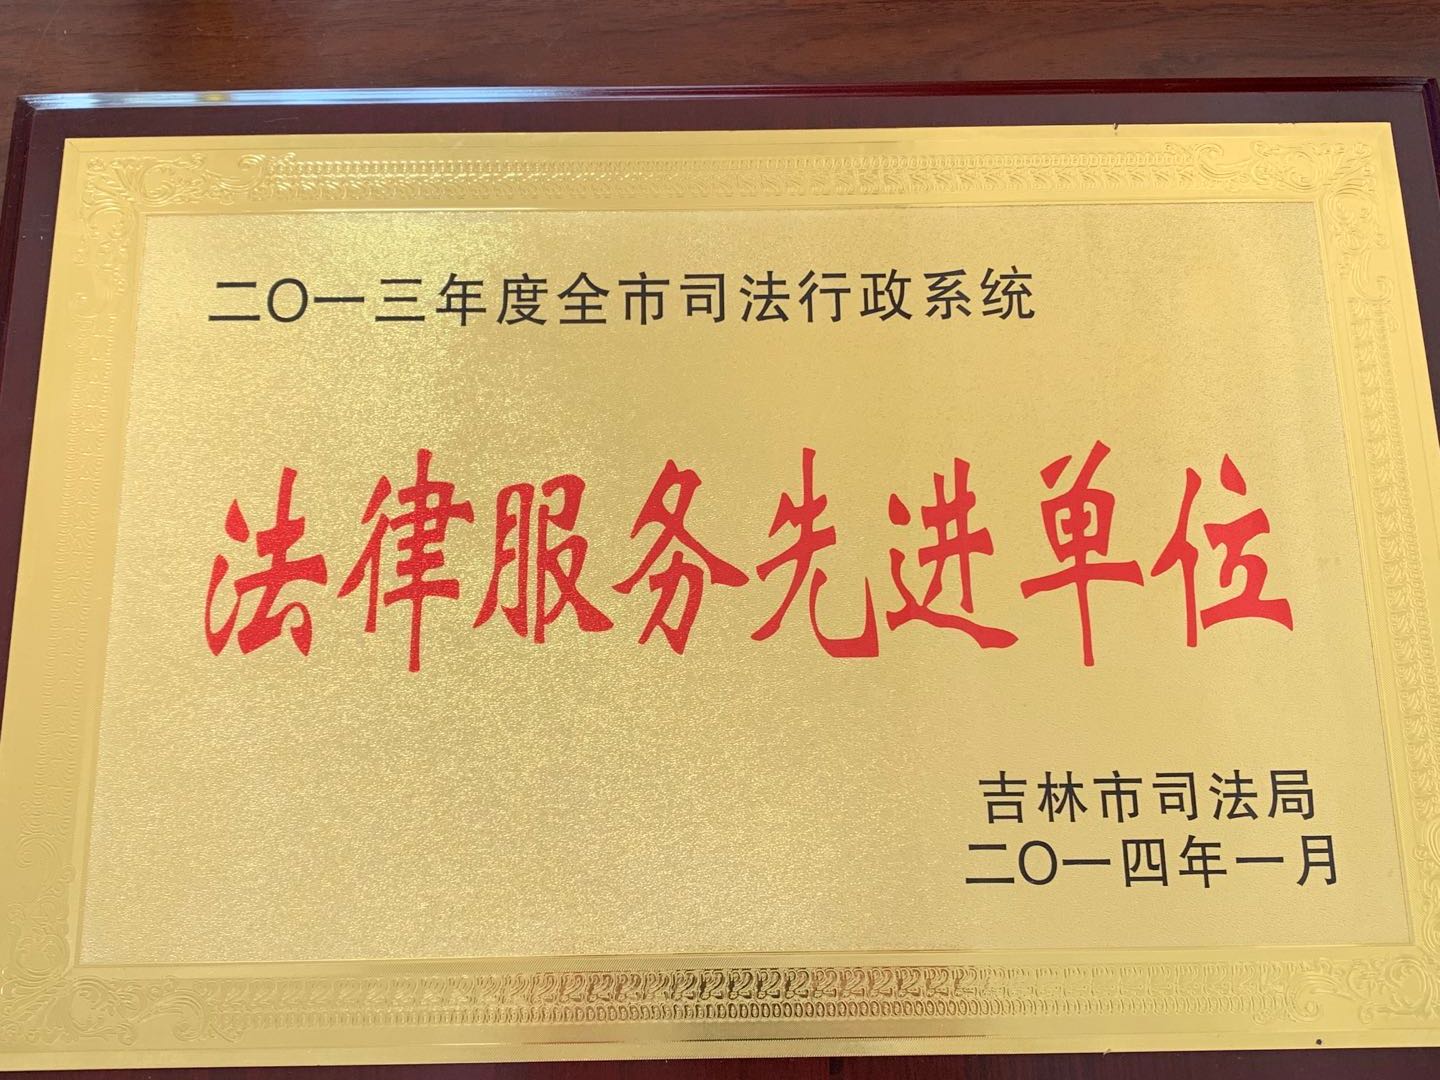 二〇一三年度全市司法行政系统
法律服务先进单位
吉林市司法局
二〇一四年一月